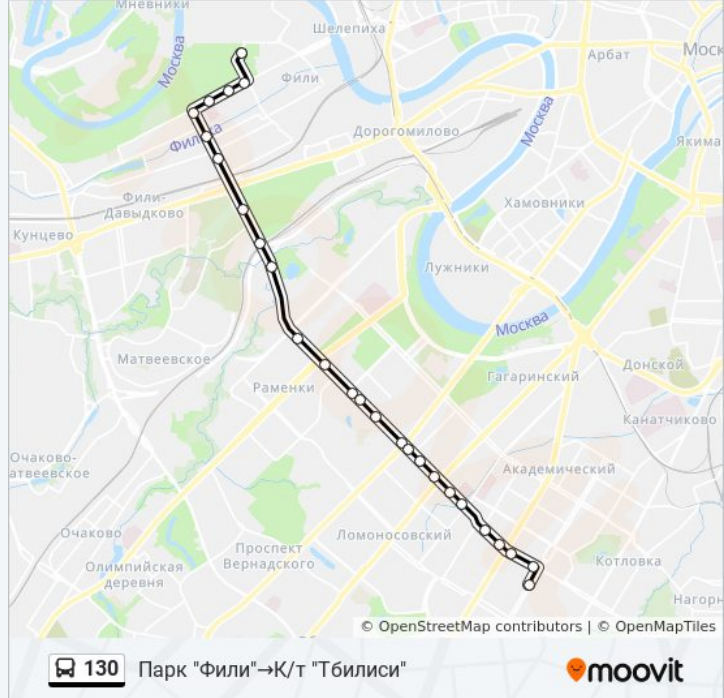 Мневники
Шелепиха
Арбат
Моск
Москва
Фили
Дорогомилово
Москва
Якима
Фили-
Давыдково
Хамовники
Кунцево
Лужники
Москва
Матвеевское
Донской
Гагаринский
Раменки
Канатчиково
Очаково-
атвеевское
Академический
Очаково
Ломоносовский
Проспект
Вернадского
Котловка
Олимпийская
деревня
Нагорн
© OpenStreetMap contributors | © OpenMapTiles
130 Парк "Фили"→К/т "Тбилиси"
moovit